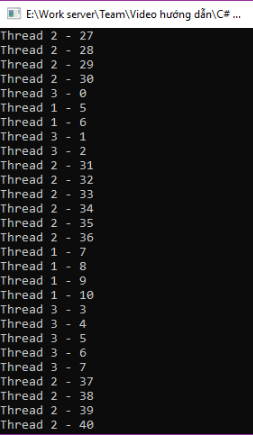 E:\Work server\Team\Video hướng dẫn\C# ...
Thread 2 - 27
Thread 2 - 28
Thread 2 - 29
Thread 2 - 30
Thread 3 - 0
Thread 1 - 5
Thread 1 - 6
Thread 3 - 1
Thread 3 - 2
Thread 2 - 31
Thread 2 - 32
Thread 2 - 33
Thread 2 - 34
Thread 2 - 35
Thread 2 - 36
Thread 1 - 7
Thread 1 - 8
Thread 1 - 9
Thread 1 - 10
Thread 3 - 3
Thread 3 - 4
Thread 3 - 5
Thread 3 - 6
Thread 3 - 7
Thread 2 - 37
Thread 2 - 38
Thread 2 - 39
Thread 2 - 40